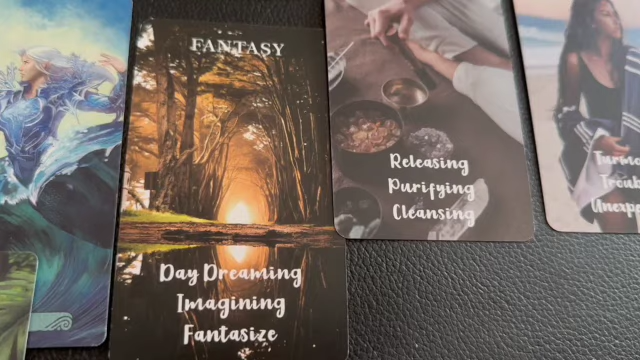 FANTASY
Day Dreaming
Imagining
Fantasize
Releasing
Purifying
Cleansing